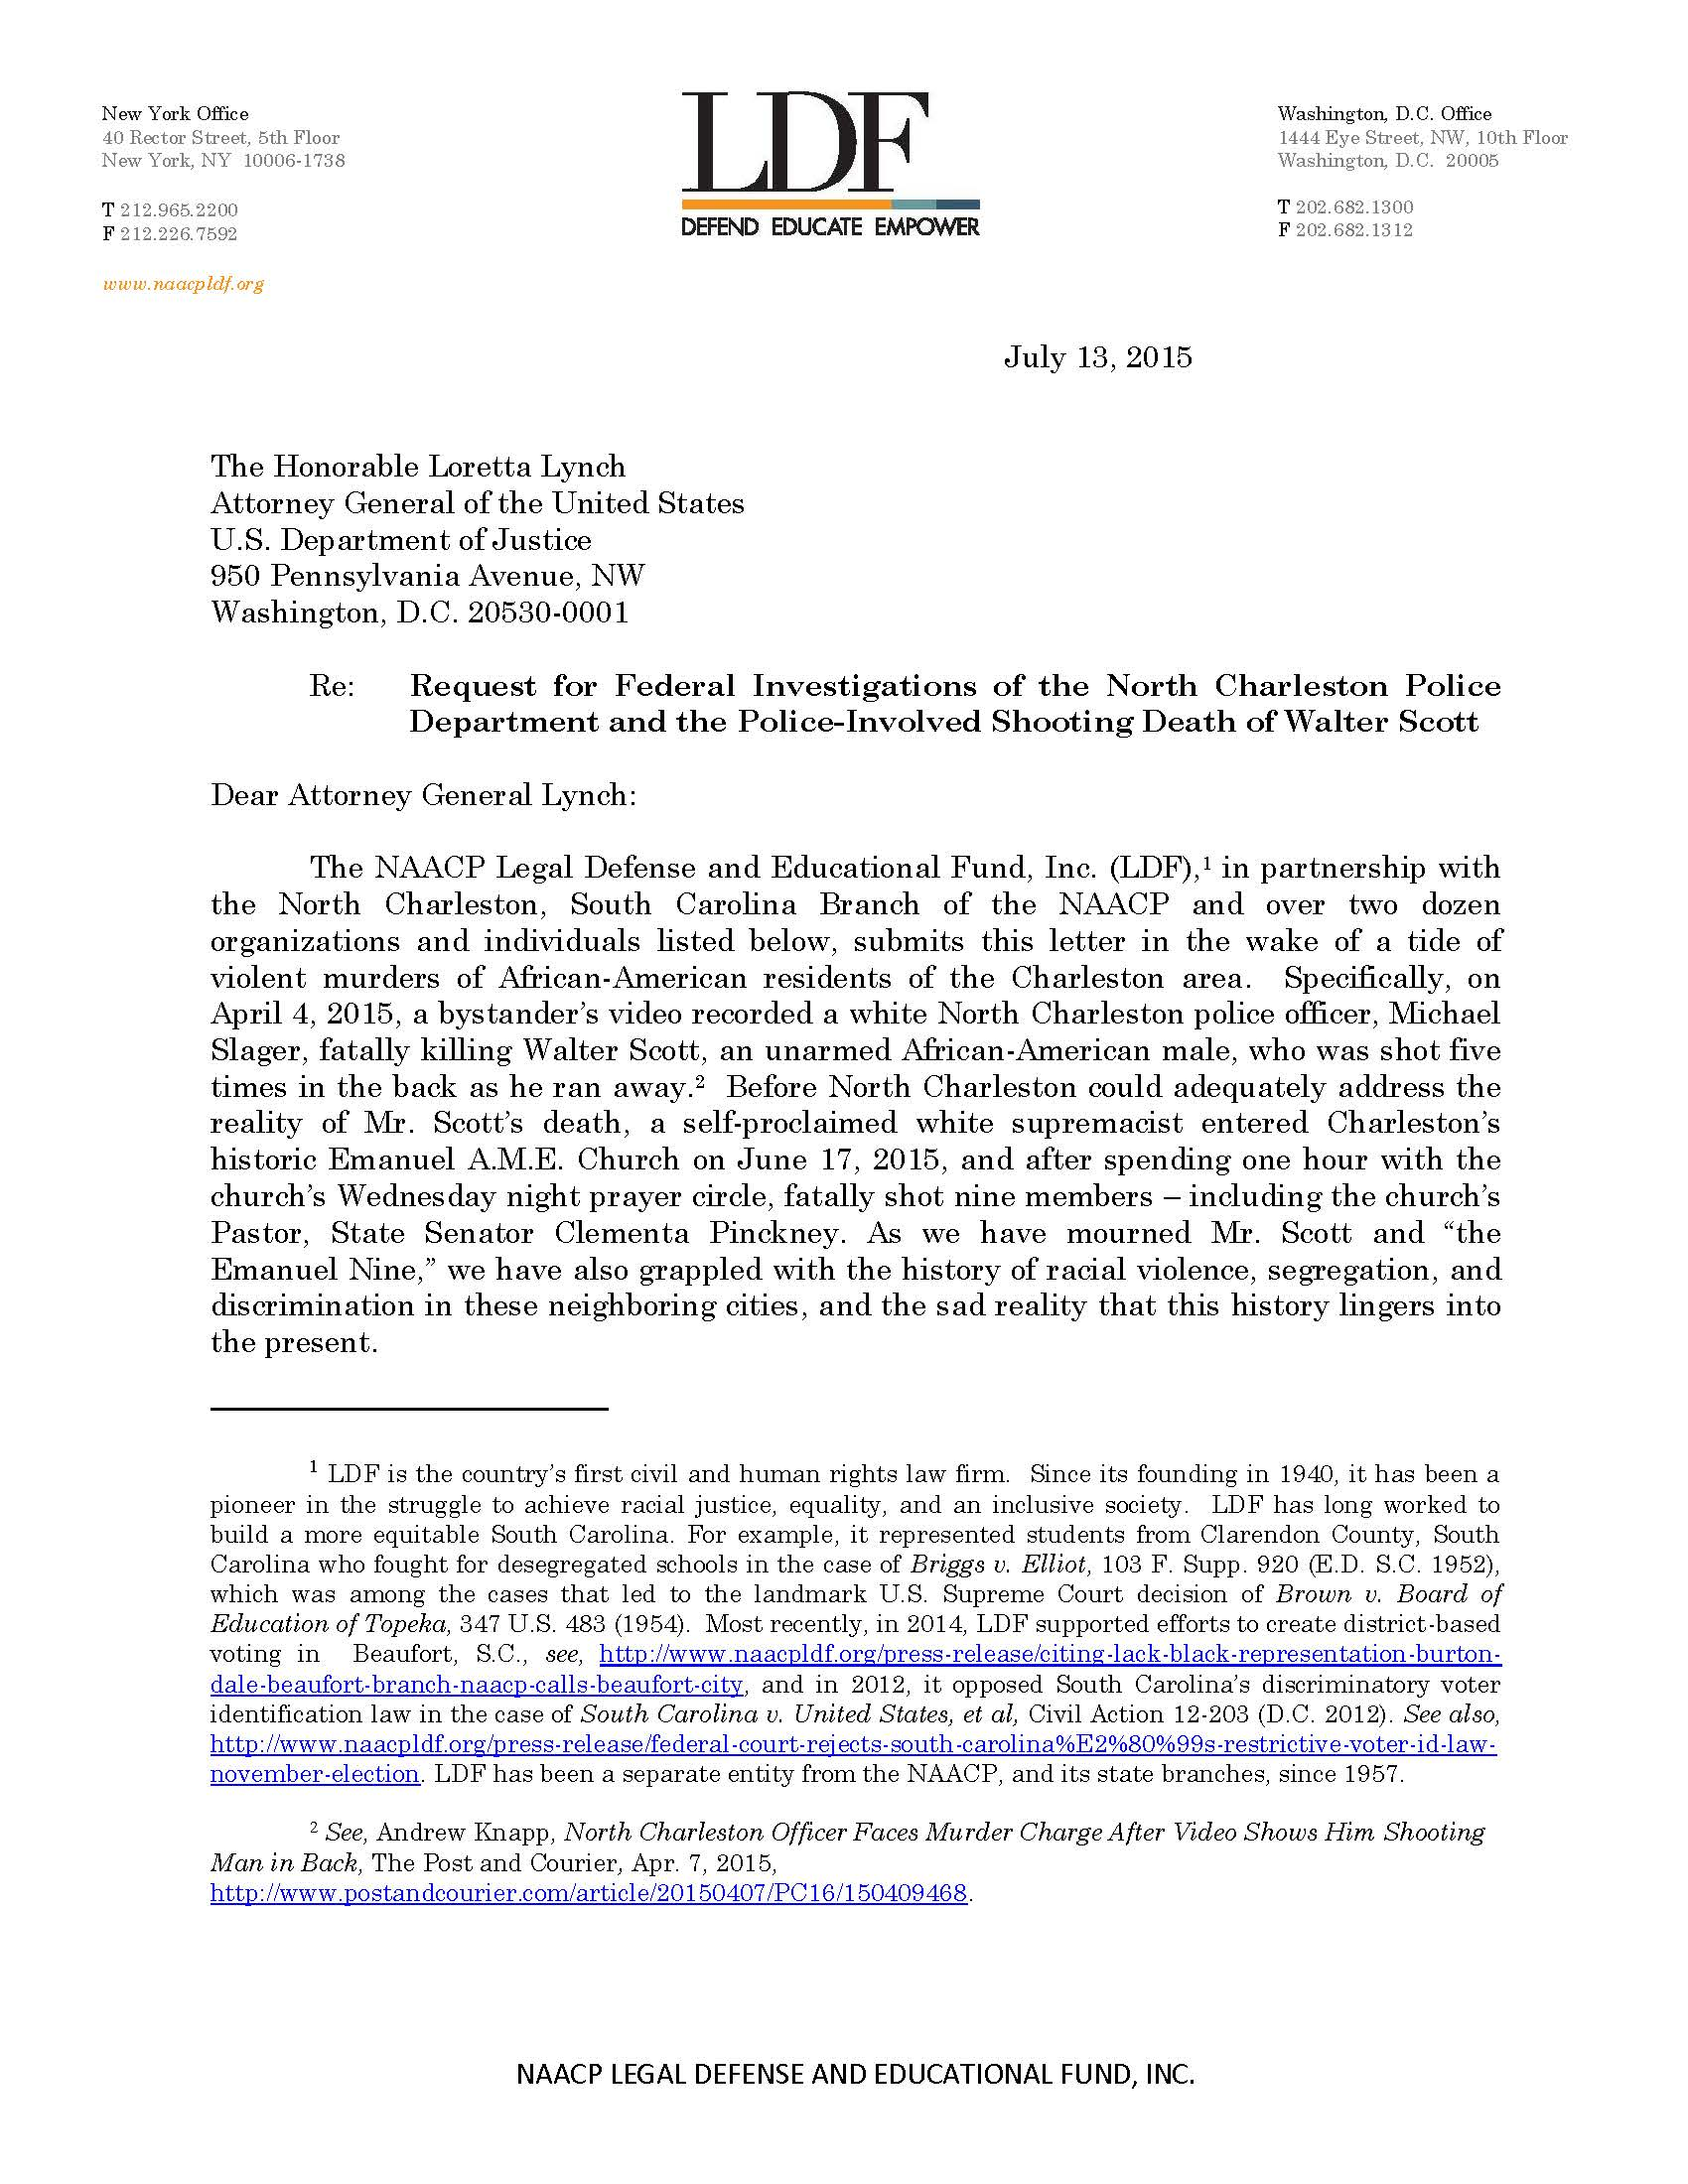 New York Office
40 Rector Street, 5th Floor
New York, NY 10006-1738
T 212.965.2200
F 212.226.7592
www.naacpldf.org
LDF
DEFEND EDUCATE EMPOWER
Washington, D.C. Office
1444 Eye Street, NW, 10th Floor
Washington, D.C. 20005
T 202.682.1300
F 202.682.1312
July 13, 2015
The Honorable Loretta Lynch
Attorney General of the United States
U.S. Department of Justice
950 Pennsylvania Avenue, NW
Washington, D.C. 20530-0001
Re: Request for Federal Investigations of the North Charleston Police
Department and the Police-Involved Shooting Death of Walter Scott
Dear Attorney General Lynch:
The NAACP Legal Defense and Educational Fund, Inc. (LDF),¹ in partnership with
the North Charleston, South Carolina Branch of the NAACP and over two dozen
organizations and individuals listed below, submits this letter in the wake of a tide of
violent murders of African-American residents of the Charleston area. Specifically, on
April 4, 2015, a bystander’s video recorded a white North Charleston police officer, Michael
Slager, fatally killing Walter Scott, an unarmed African-American male, who was shot five
times in the back as he ran away.² Before North Charleston could adequately address the
reality of Mr. Scott’s death, a self-proclaimed white supremacist entered Charleston’s
historic Emanuel A.M.E. Church on June 17, 2015, and after spending one hour with the
church’s Wednesday night prayer circle, fatally shot nine members – including the church’s
Pastor, State Senator Clementa Pinckney. As we have mourned Mr. Scott and “the
Emanuel Nine,” we have also grappled with the history of racial violence, segregation, and
discrimination in these neighboring cities, and the sad reality that this history lingers into
the present.
¹ LDF is the country’s first civil and human rights law firm. Since its founding in 1940, it has been a
pioneer in the struggle to achieve racial justice, equality, and an inclusive society. LDF has long worked to
build a more equitable South Carolina. For example, it represented students from Clarendon County, South
Carolina who fought for desegregated schools in the case of Briggs v. Elliot, 103 F. Supp. 920 (E.D. S.C. 1952),
which was among the cases that led to the landmark U.S. Supreme Court decision of Brown v. Board of
Education of Topeka, 347 U.S. 483 (1954). Most recently, in 2014, LDF supported efforts to create district-based
voting in Beaufort, S.C., see, http://www.naacpldf.org/press-release/citing-lack-black-representation-burton-
dale-beaufort-branch-naacp-calls-beaufort-city, and in 2012, it opposed South Carolina’s discriminatory voter
identification law in the case of South Carolina v. United States, et al, Civil Action 12-203 (D.C. 2012). See also,
http://www.naacpldf.org/press-release/federal-court-rejects-south-carolina%E2%80%99s-restrictive-voter-id-law-
november-election. LDF has been a separate entity from the NAACP, and its state branches, since 1957.
² See, Andrew Knapp, North Charleston Officer Faces Murder Charge After Video Shows Him Shooting
Man in Back, The Post and Courier, Apr. 7, 2015,
http://www.postandcourier.com/article/20150407/PC16/150409468.
NAACP LEGAL DEFENSE AND EDUCATIONAL FUND, INC.